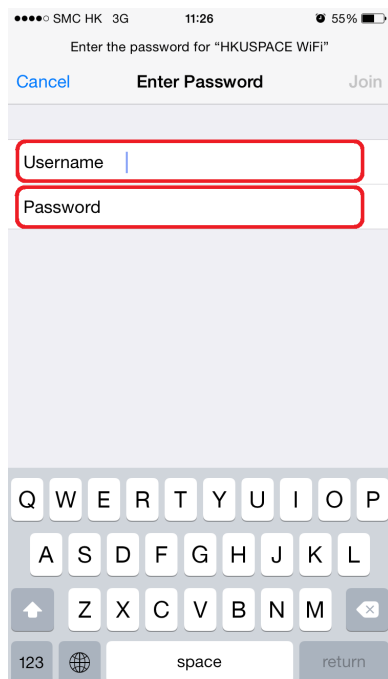 SMC HK 3G 11:26 55%
Enter the password for “HKUSPACE WiFi”
Cancel Enter Password Join
Username
Password
Q W E R T Y U I O P
A S D F G H J K L
Z X C V B N M
123 space return